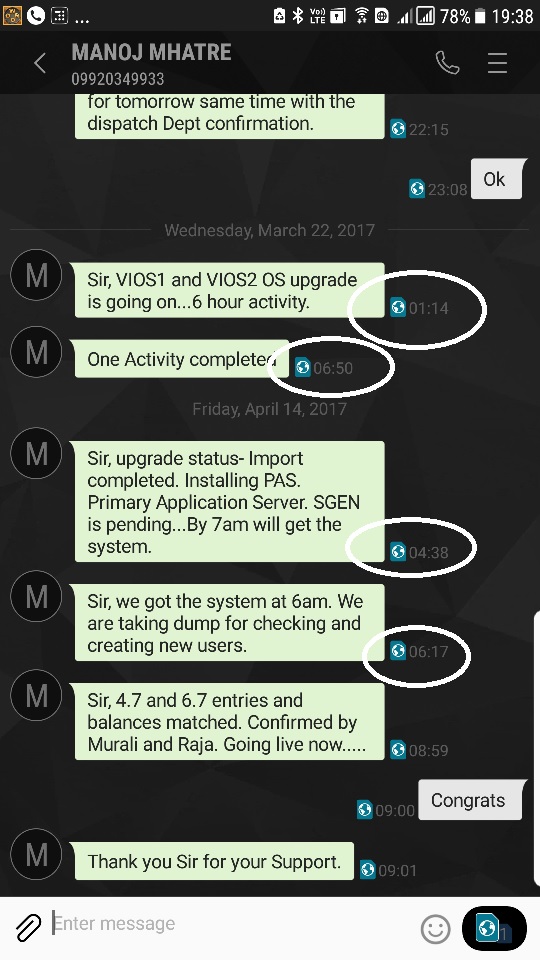 ... VoLTE 78% 19:38
MANOJ MHATRE
09920349933
for tomorrow same time with the
dispatch Dept confirmation.
22:15
Ok
23:08
Wednesday, March 22, 2017
M
Sir, VIOS1 and VIOS2 OS upgrade
is going on...6 hour activity.
01:14
M
One Activity completed
06:50
Friday, April 14, 2017
M
Sir, upgrade status- Import
completed. Installing PAS.
Primary Application Server. SGEN
is pending...By 7am will get the
system.
04:38
M
Sir, we got the system at 6am. We
are taking dump for checking and
creating new users.
06:17
M
Sir, 4.7 and 6.7 entries and
balances matched. Confirmed by
Murali and Raja. Going live now.....
08:59
Congrats
09:00
M
Thank you Sir for your Support.
09:01
Enter message
1